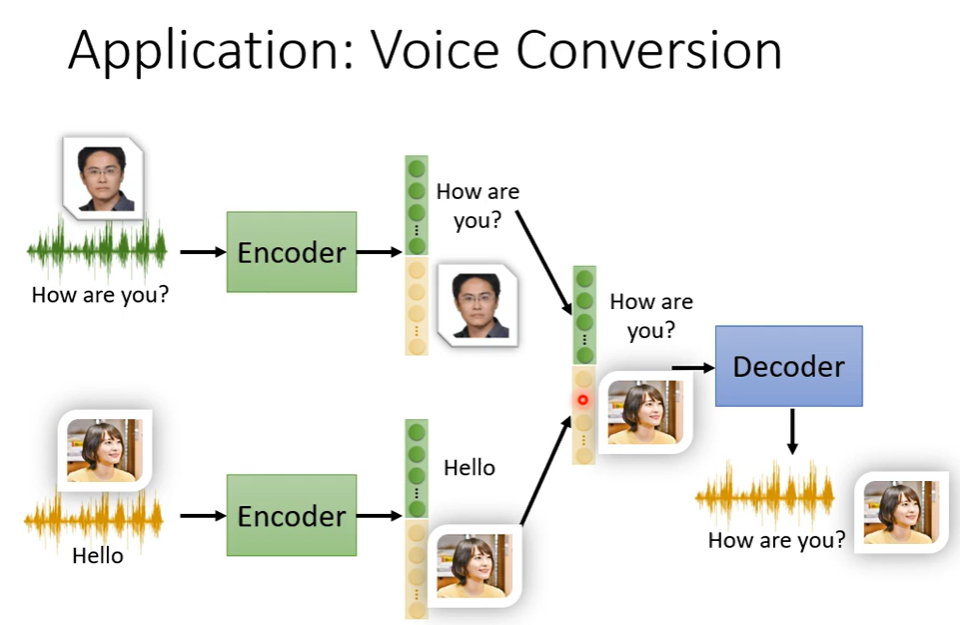 Application: Voice Conversion
How are you?
Encoder
How are
you?
How are
you?
Decoder
Hello
Encoder
Hello
How are you?